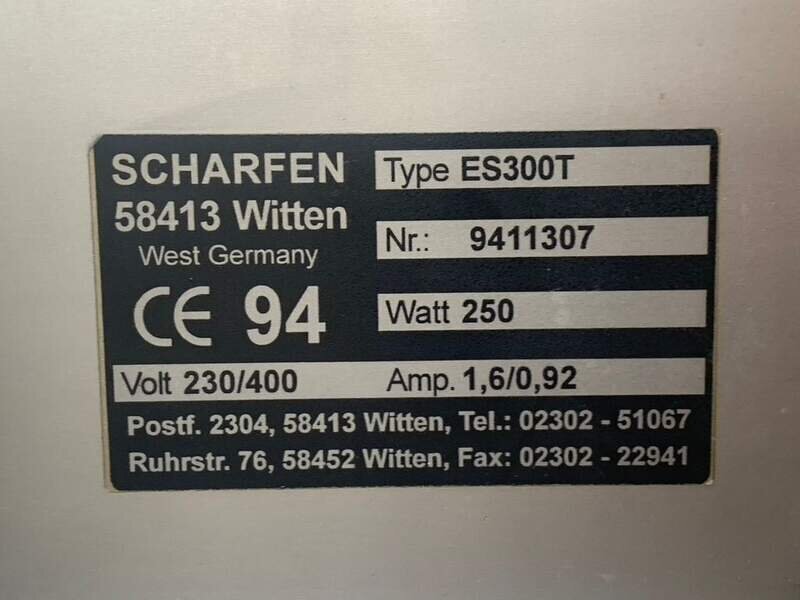 SCHARFEN
58413 Witten
West Germany
CE 94
Type ES300T
Nr.: 9411307
Watt 250
Volt 230/400 Amp. 1,6/0,92
Postf. 2304, 58413 Witten, Tel.: 02302 - 51067
Ruhrstr. 76, 58452 Witten, Fax: 02302 - 22941